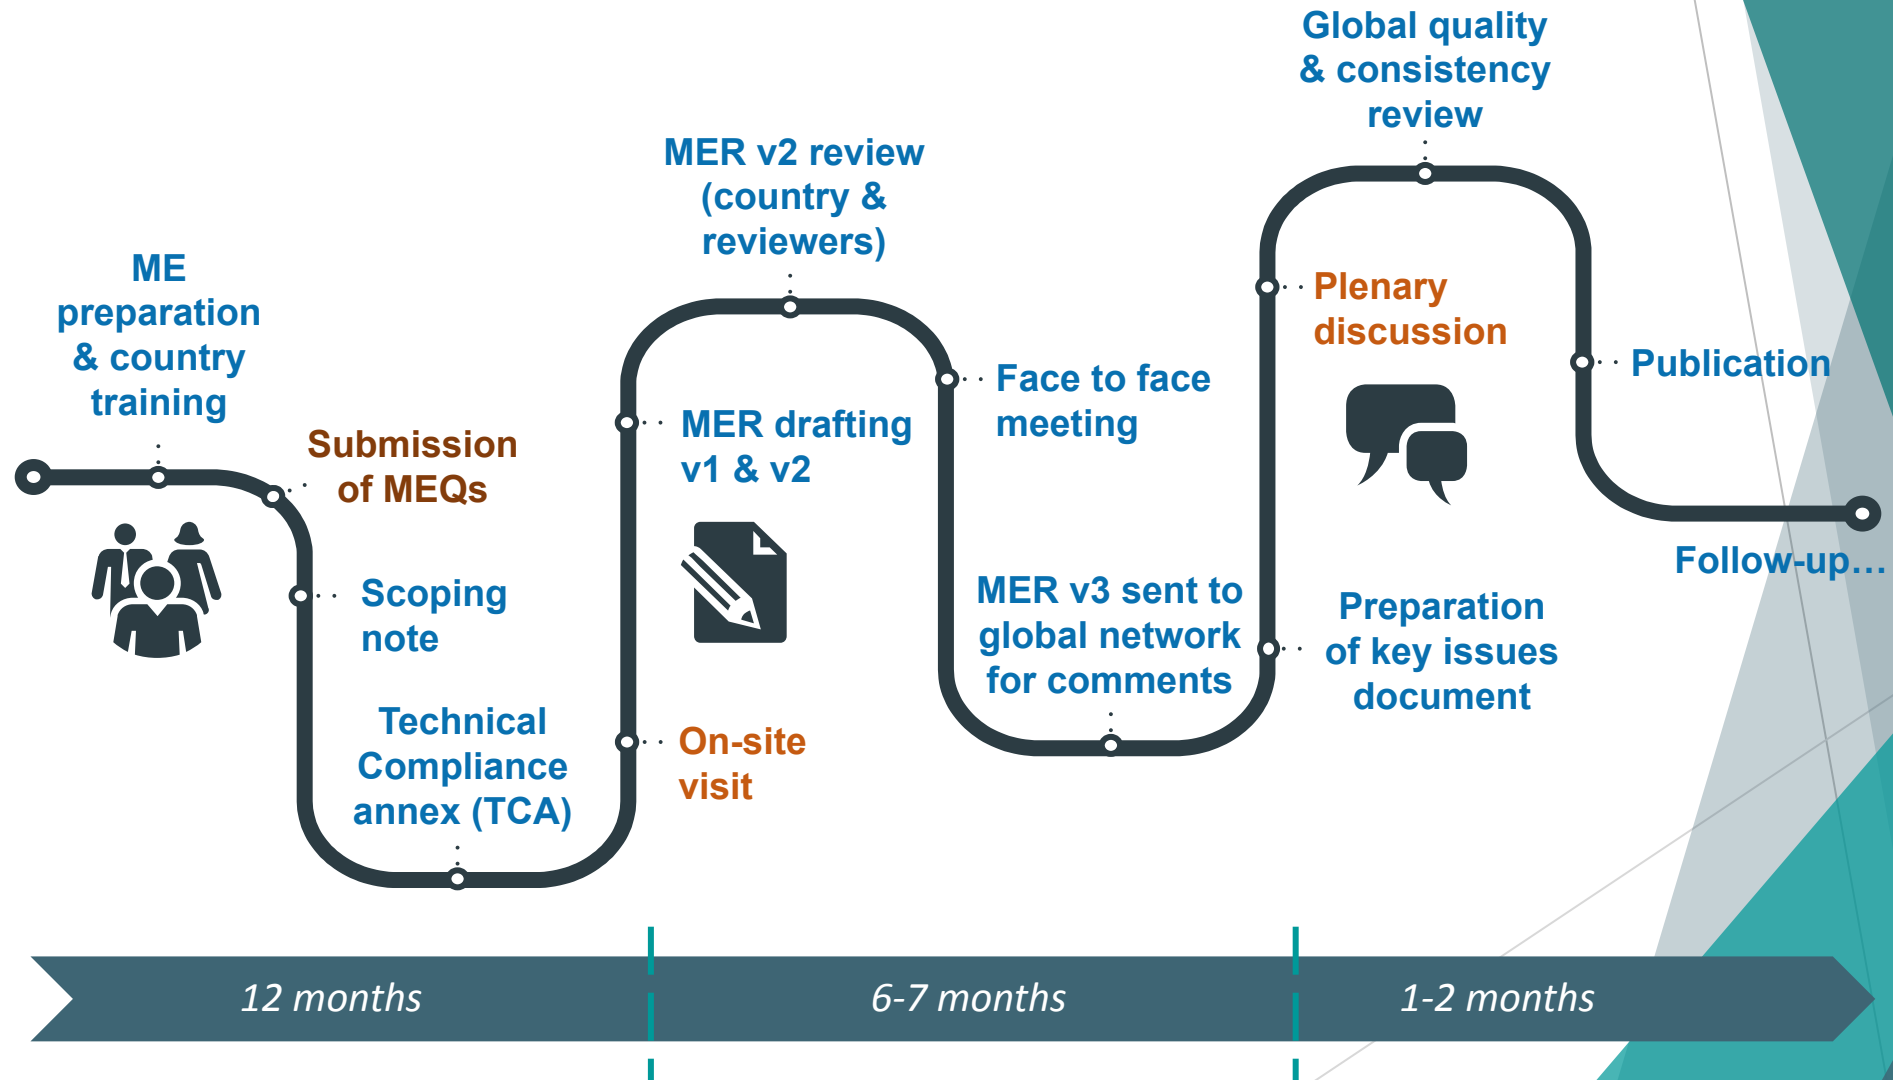 ME
preparation
& country
training
Submission
of MEQs
Scoping
note
Technical
Compliance
annex (TCA)
On-site
visit
MER drafting
v1 & v2
MER v2 review
(country &
reviewers)
Face to face
meeting
MER v3 sent to
global network
for comments
Preparation
of key issues
document
Plenary
discussion
Global quality
& consistency
review
Publication
Follow-up…
12 months
6-7 months
1-2 months